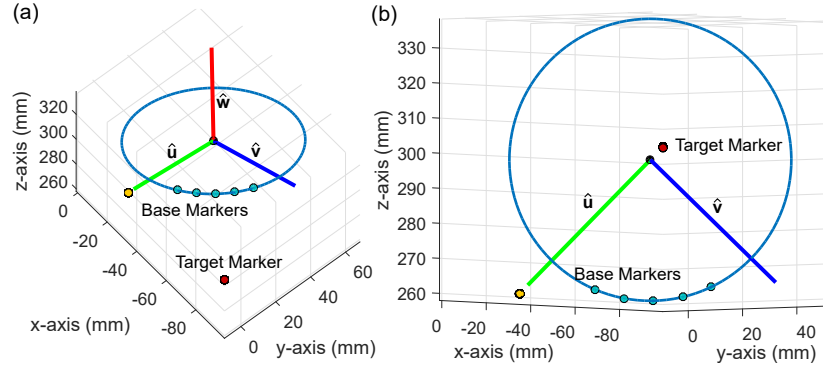 (a)
z-axis (mm)
320
300
280
260
ŵ
û
v̂
Base Markers
Target Marker
0
-20
-40
-60
-80
x-axis (mm)
0
20
40
60
y-axis (mm)
(b)
z-axis (mm)
330
320
310
300
290
280
270
260
Target Marker
û
v̂
Base Markers
0
-20
-40
-60
-80
0
20
40
x-axis (mm)
y-axis (mm)